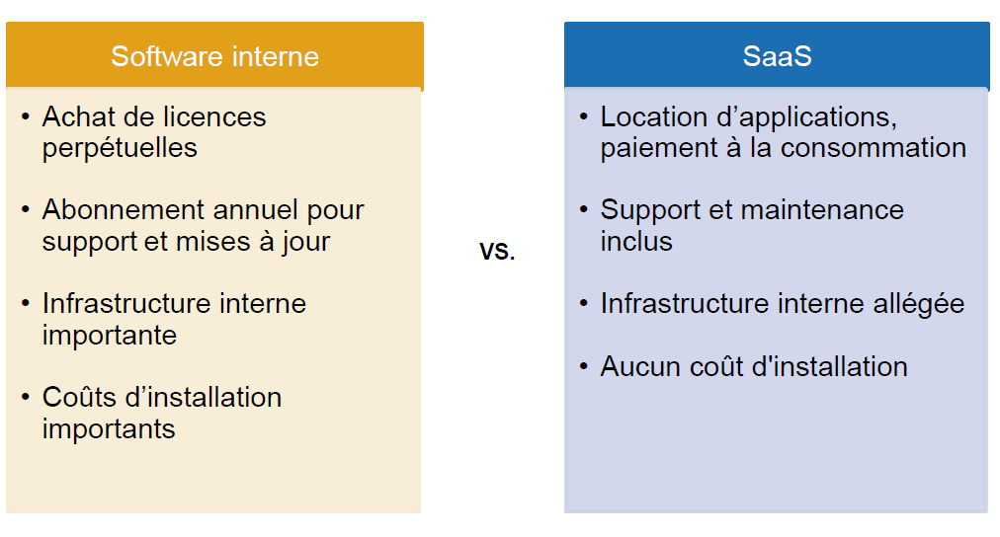 Software interne
• Achat de licences
perpétuelles
• Abonnement annuel pour
support et mises à jour
• Infrastructure interne
importante
• Coûts d’installation
importants
vs.
SaaS
• Location d’applications,
paiement à la consommation
• Support et maintenance
inclus
• Infrastructure interne allégée
• Aucun coût d'installation